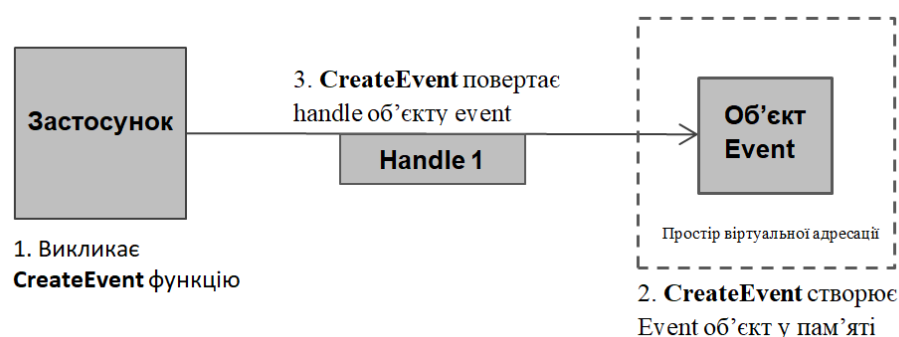 Застосунок
1. Викликає
CreateEvent функцію
3. CreateEvent повертає
handle об’єкту event
Handle 1
Об’єкт
Event
Простір віртуальної адресації
2. CreateEvent створює
Event об’єкт у пам’яті